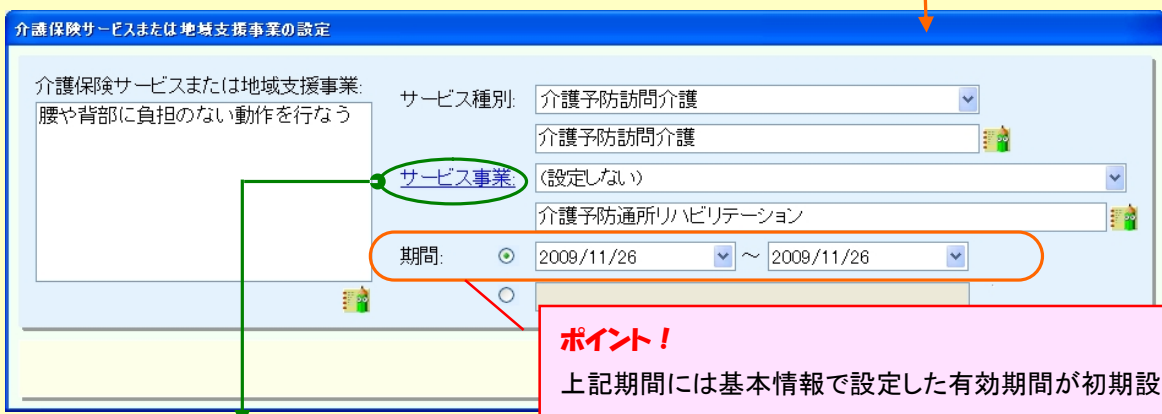 介護保険サービスまたは地域支援事業の設定
介護保険サービスまたは地域支援事業:
腰や背部に負担のない動作を行なう
サービス種別:
介護予防訪問介護
介護予防訪問介護
サービス事業:
(設定しない)
介護予防通所リハビリテーション
期間:
2009/11/26 ～ 2009/11/26
ポイント！
上記期間には基本情報で設定した有効期間が初期設